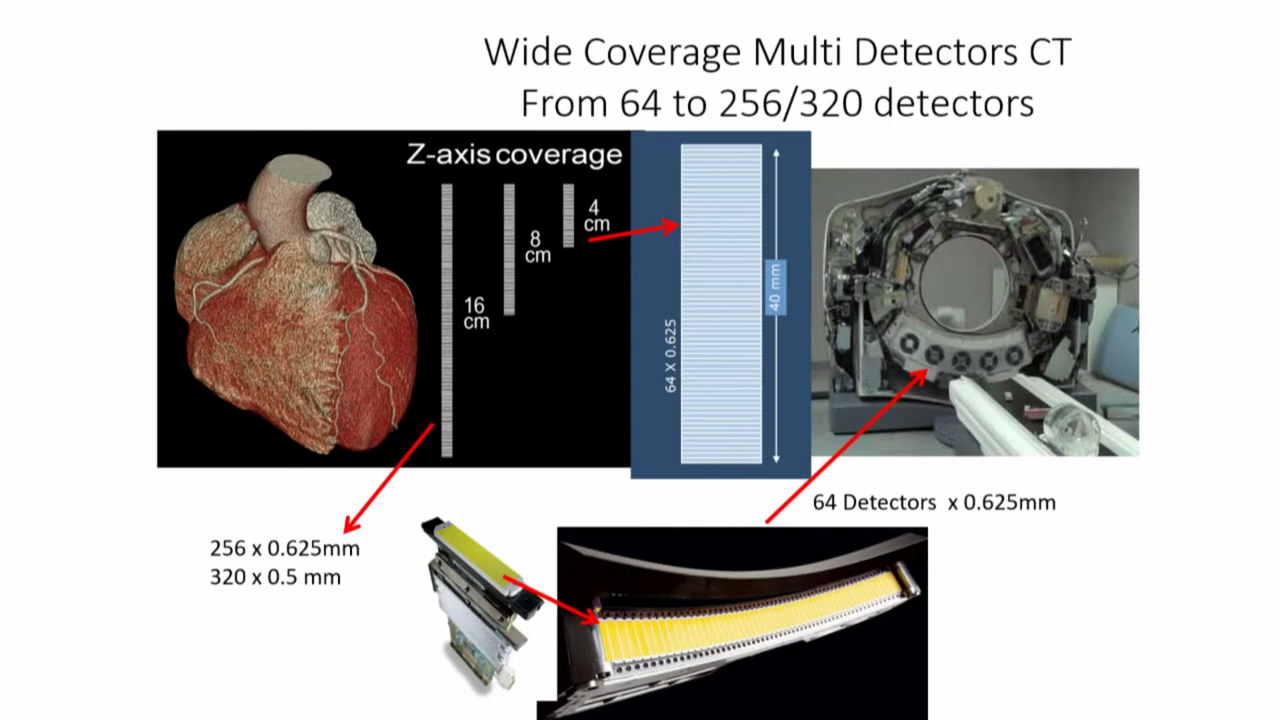 Wide Coverage Multi Detectors CT
From 64 to 256/320 detectors
Z-axis coverage
4
cm
8
cm
16
cm
64 X 0.625
40 mm
64 Detectors x 0.625mm
256 x 0.625mm
320 x 0.5 mm